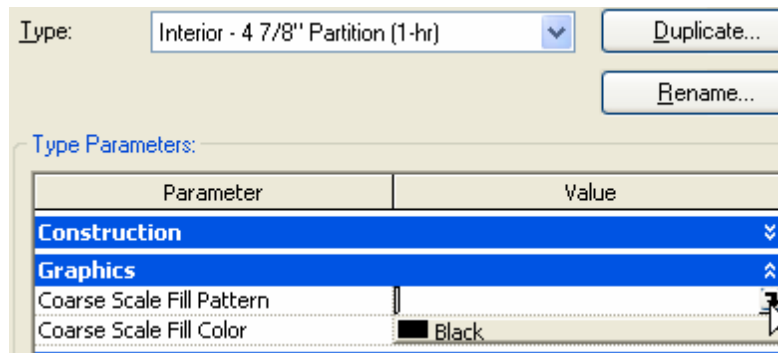 Type: Interior - 4 7/8" Partition (1-hr) Duplicate...
Rename...
Type Parameters:
Parameter Value
Construction
Graphics
Coarse Scale Fill Pattern
Coarse Scale Fill Color Black